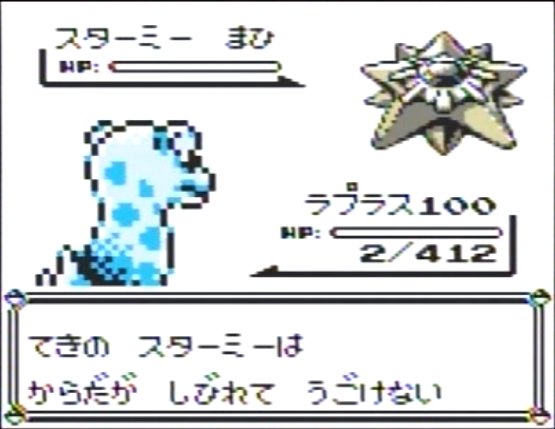 スターミー まひ
HP:
ラプラス100
HP:
2/412
てきの スターミーは
からだが しびれて うごけない